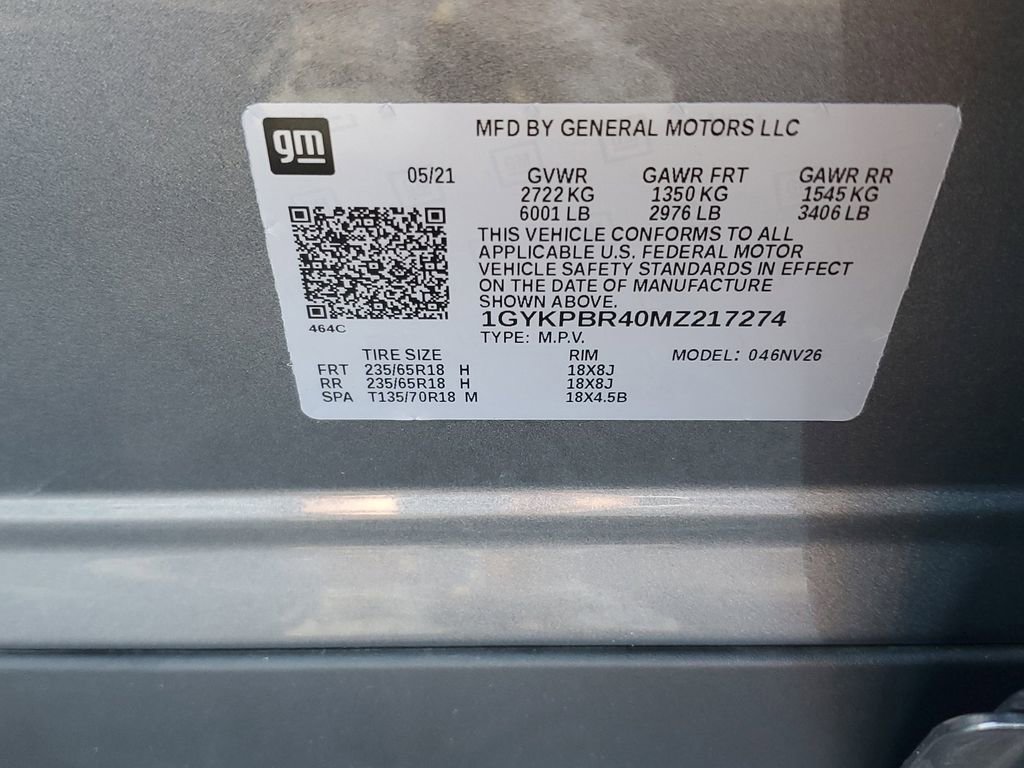 gm
MFD BY GENERAL MOTORS LLC
05/21 GVWR GAWR FRT GAWR RR
2722 KG 1350 KG 1545 KG
6001 LB 2976 LB 3406 LB
THIS VEHICLE CONFORMS TO ALL
APPLICABLE U.S. FEDERAL MOTOR
VEHICLE SAFETY STANDARDS IN EFFECT
ON THE DATE OF MANUFACTURE
SHOWN ABOVE.
1GYKPBR40MZ217274
464C
TYPE: M.P.V.
TIRE SIZE RIM MODEL: 046NV26
FRT 235/65R18 H 18X8J
RR 235/65R18 H 18X8J
SPA T135/70R18 M 18X4.5B